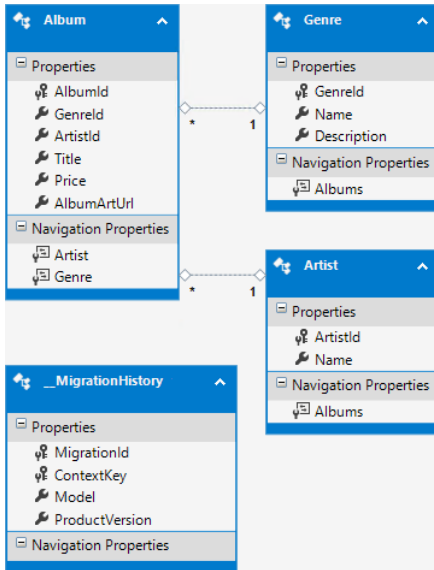 Album
Properties
AlbumId
GenreId
ArtistId
Title
Price
AlbumArtUrl
Navigation Properties
Artist
Genre
*
1
*
1
Genre
Properties
GenreId
Name
Description
Navigation Properties
Albums
Artist
Properties
ArtistId
Name
Navigation Properties
Albums
__MigrationHistory
Properties
MigrationId
ContextKey
Model
ProductVersion
Navigation Properties